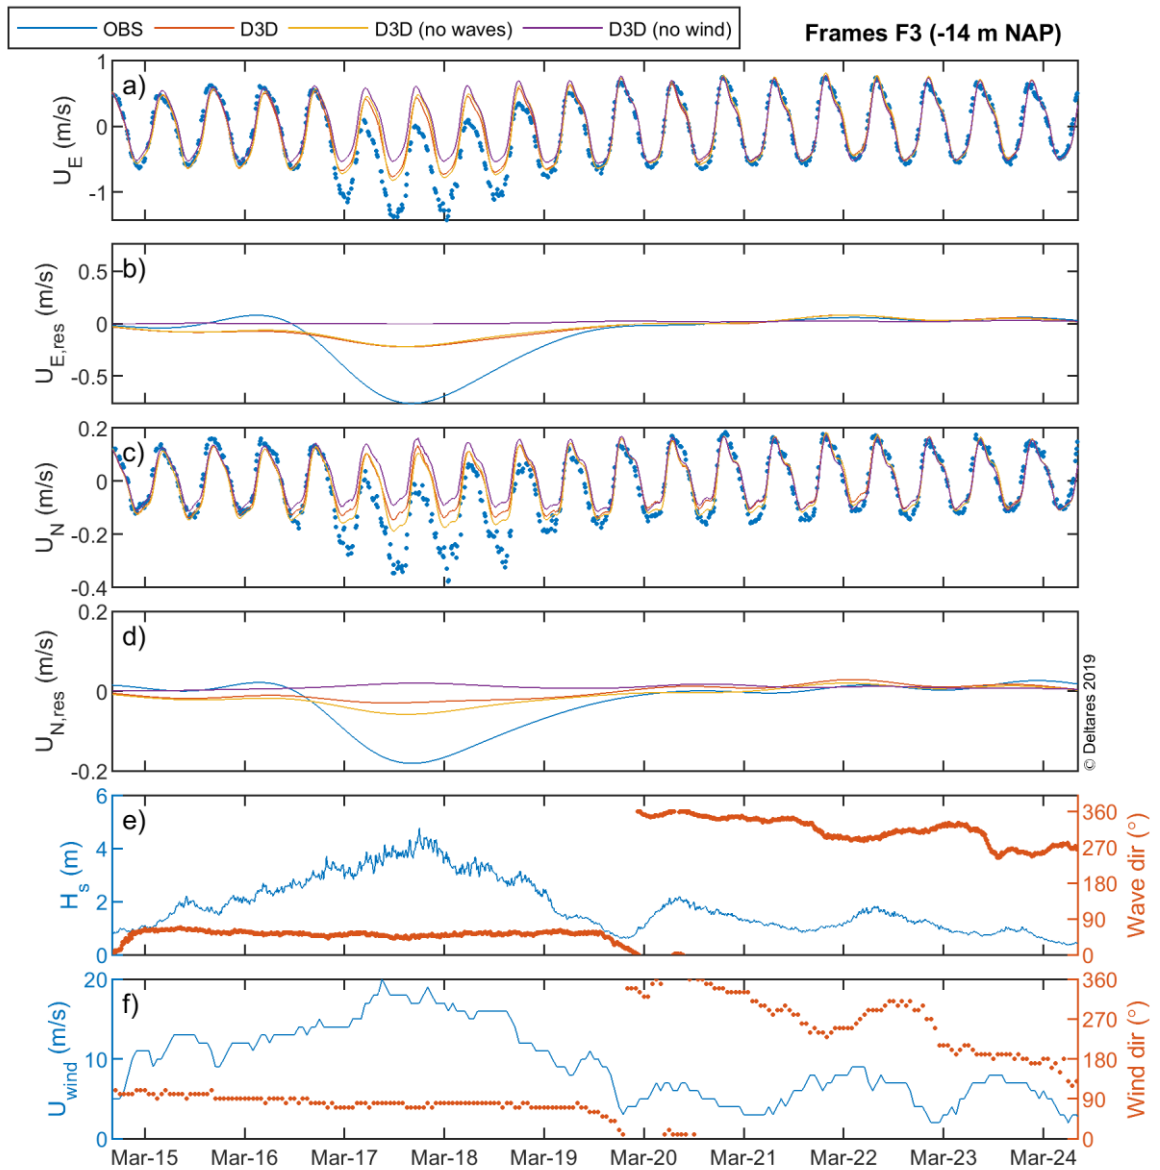 OBS D3D D3D (no waves) D3D (no wind)
Frames F3 (-14 m NAP)
a)
1
0
-1
U_E (m/s)
b)
0.5
0
-0.5
U_E,res (m/s)
c)
0.2
0
-0.2
-0.4
U_N (m/s)
d)
0.2
0
-0.2
U_N,res (m/s)
© Deltares 2019
e)
6
4
2
0
H_s (m)
360
270
180
90
0
Wave dir (°)
f)
20
10
0
U_wind (m/s)
360
270
180
90
0
Wind dir (°)
Mar-15 Mar-16 Mar-17 Mar-18 Mar-19 Mar-20 Mar-21 Mar-22 Mar-23 Mar-24